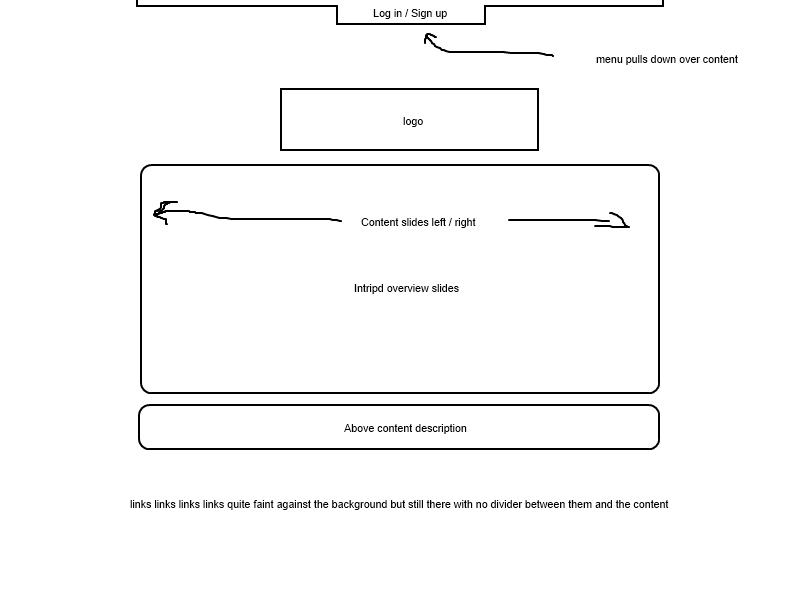 Log in / Sign up
menu pulls down over content
logo
Content slides left / right
Intripd overview slides
Above content description
links links links links quite faint against the background but still there with no divider between them and the content